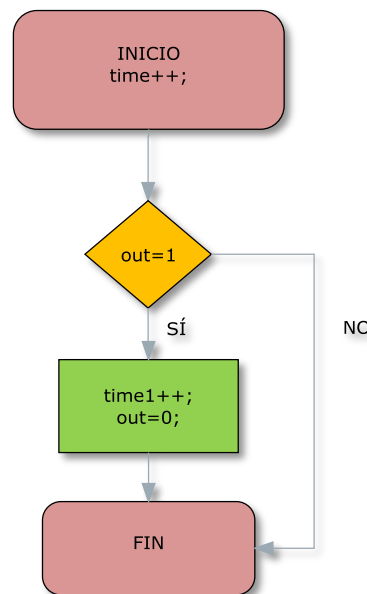 INICIO
time++;
out=1
SÍ
NO
time1++;
out=0;
FIN